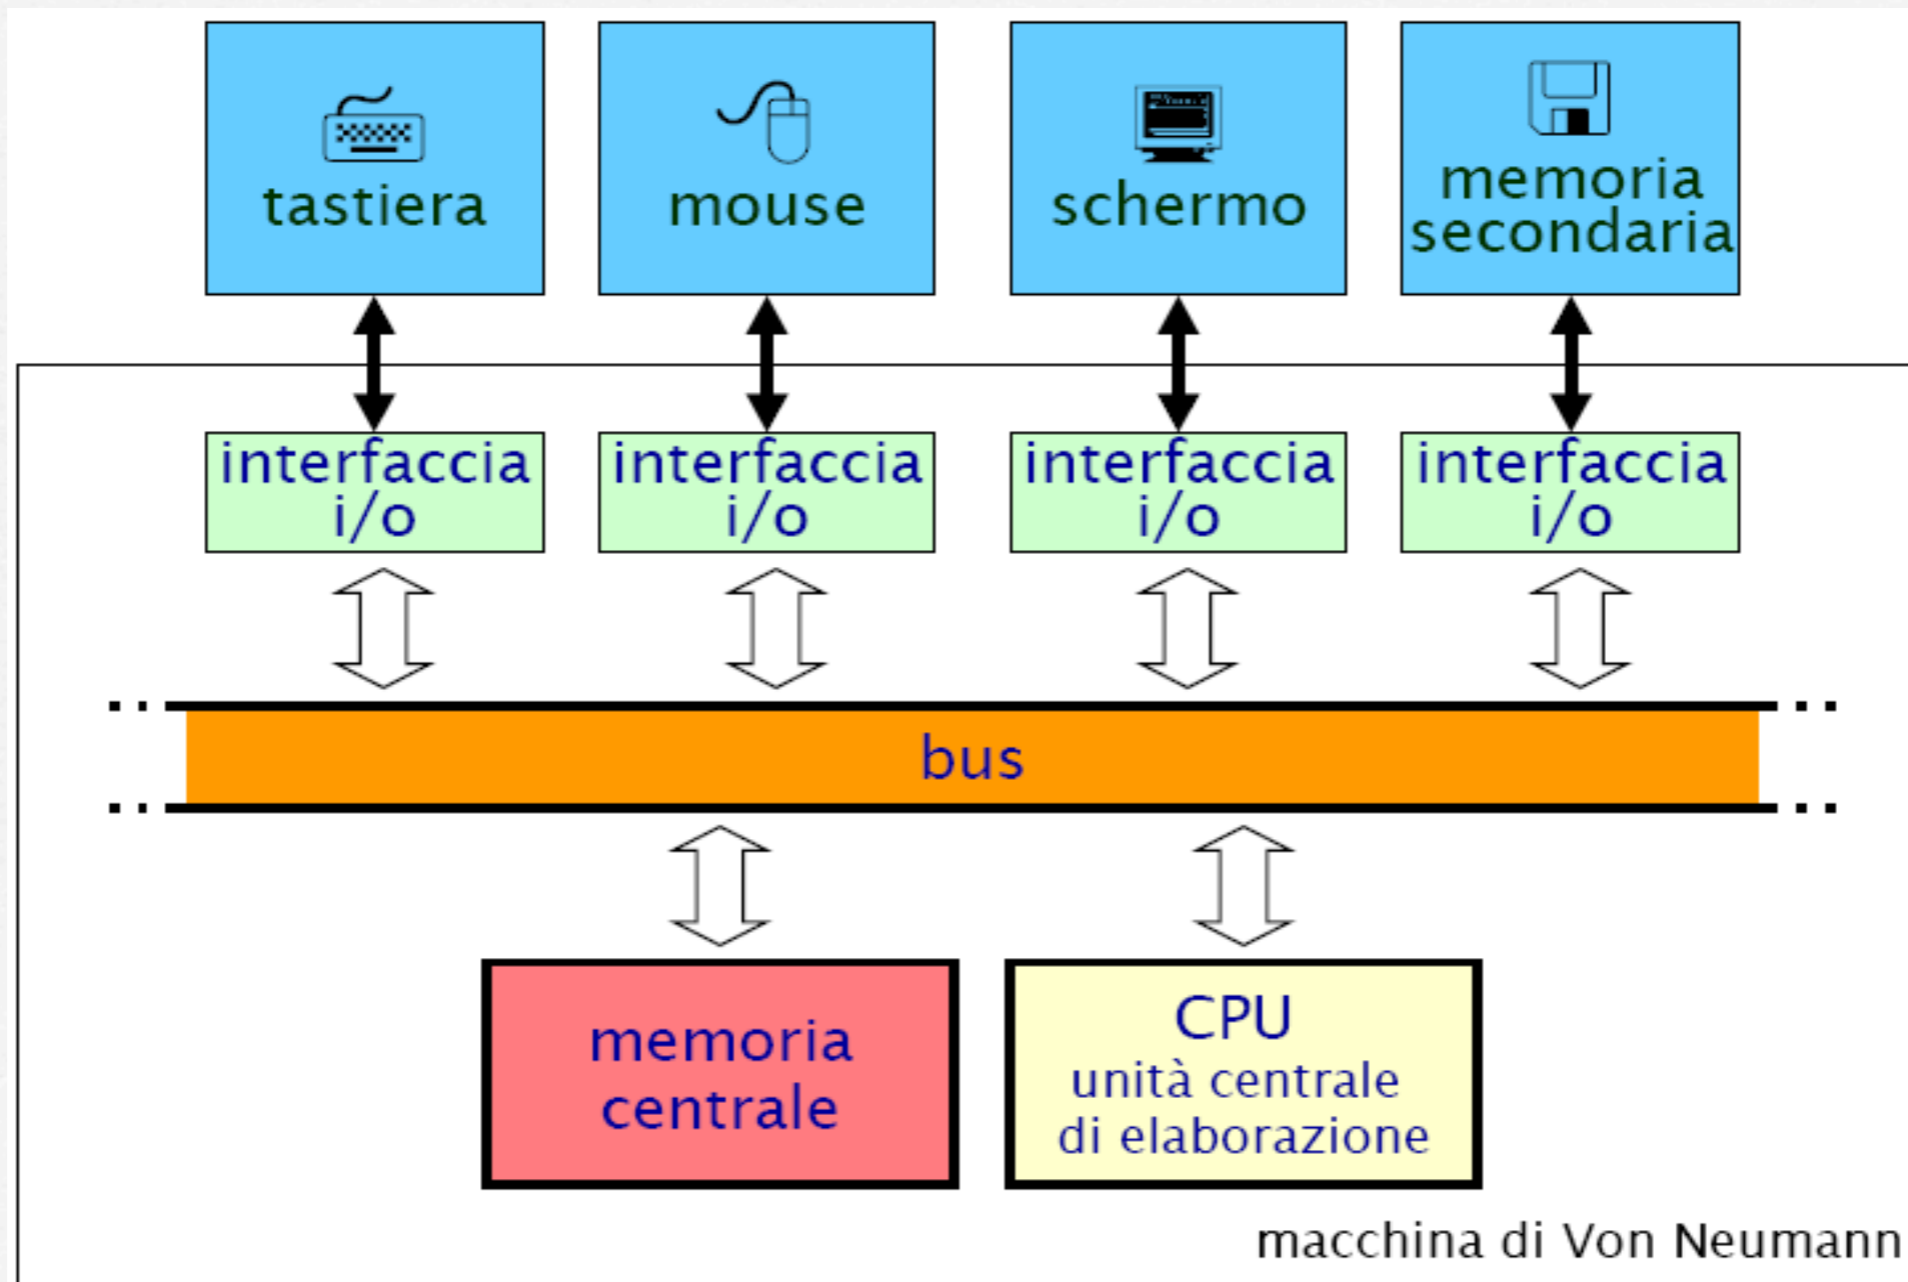 tastiera
mouse
schermo
memoria
secondaria
interfaccia
i/o
interfaccia
i/o
interfaccia
i/o
interfaccia
i/o
bus
memoria
centrale
CPU
unità centrale
di elaborazione
macchina di Von Neumann